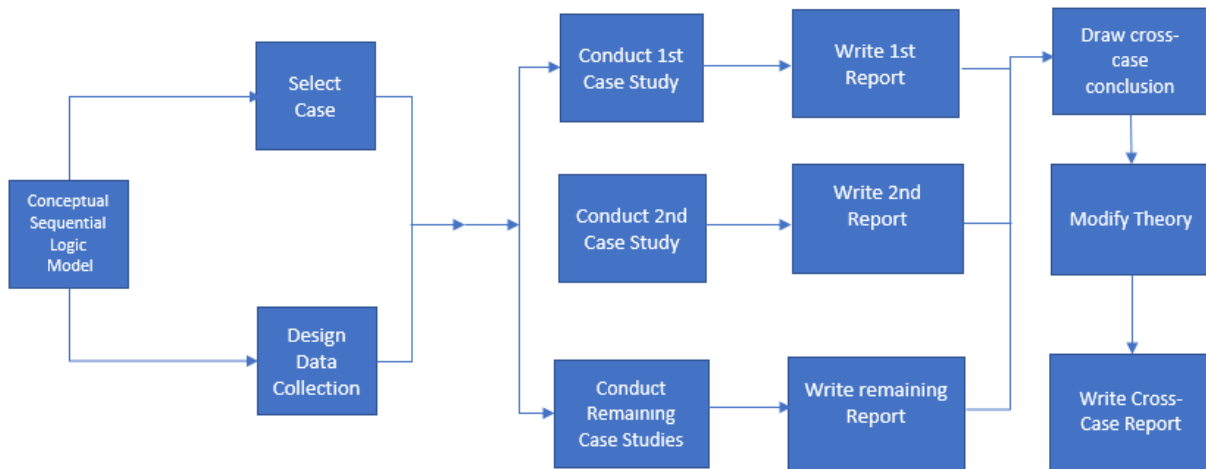 Conceptual
Sequential
Logic
Model
Select
Case
Design
Data
Collection
Conduct 1st
Case Study
Write 1st
Report
Conduct 2nd
Case Study
Write 2nd
Report
Conduct
Remaining
Case Studies
Write remaining
Report
Draw cross-
case
conclusion
Modify Theory
Write Cross-
Case Report